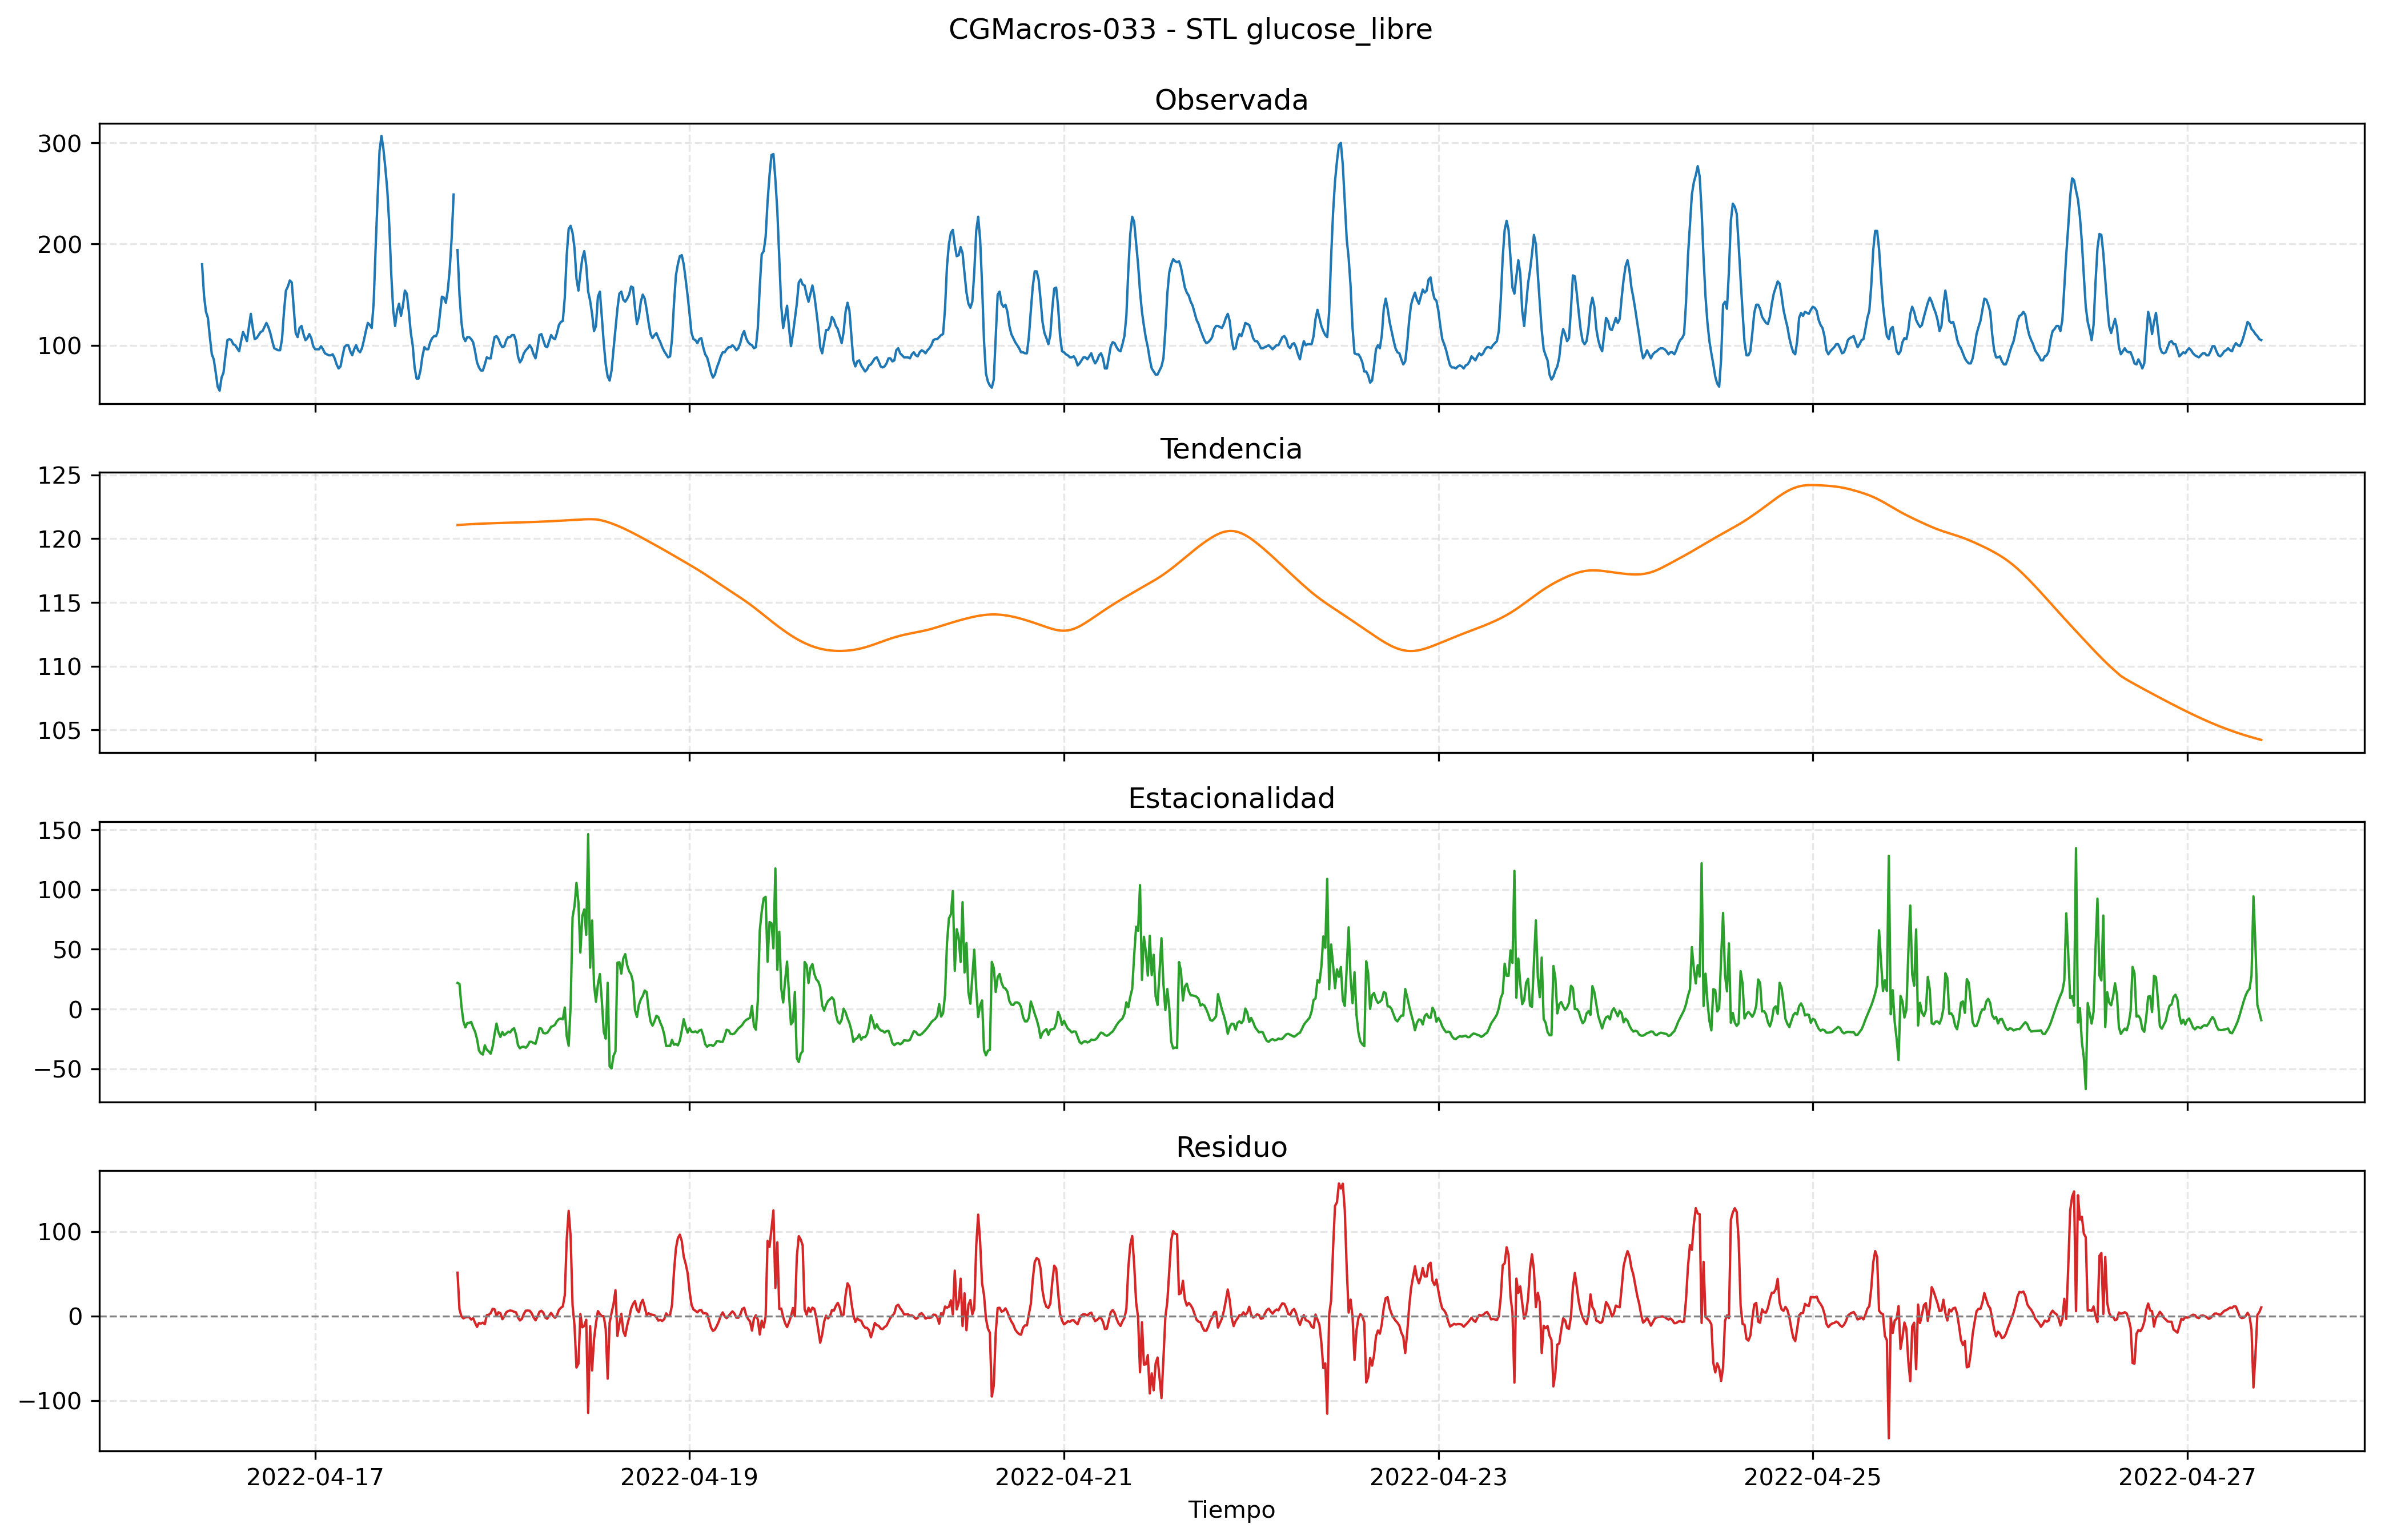 CGMacros-033 - STL glucose_libre
Observada
300
200
100
Tendencia
125
120
115
110
105
Estacionalidad
150
100
50
0
−50
Residuo
100
0
−100
2022-04-17 2022-04-19 2022-04-21 2022-04-23 2022-04-25 2022-04-27
Tiempo